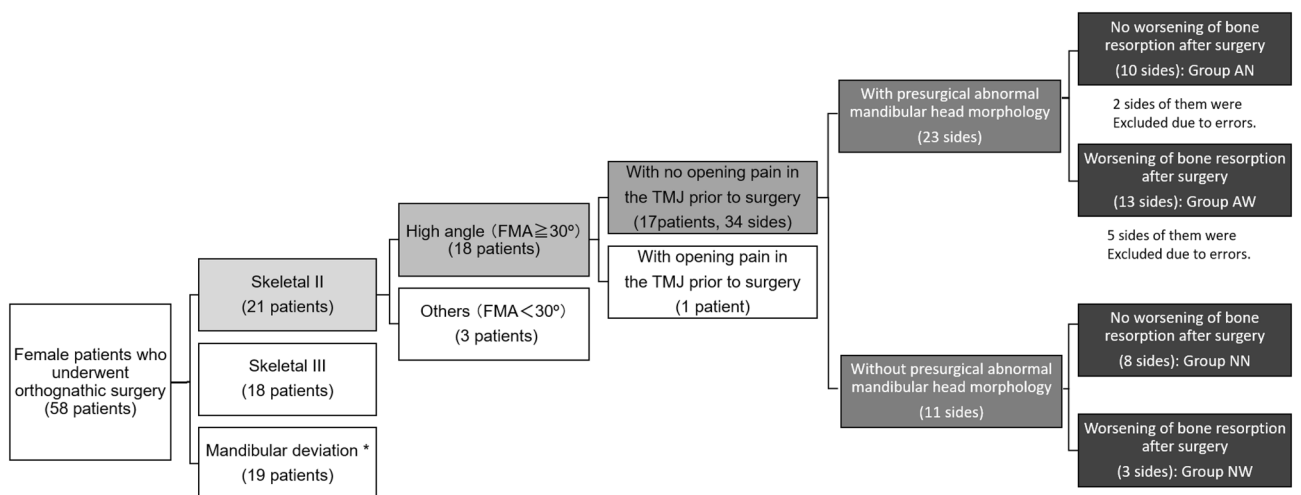 Female patients who
underwent
orthognathic surgery
(58 patients)
Skeletal II
(21 patients)
Skeletal III
(18 patients)
Mandibular deviation *
(19 patients)
High angle (FMA≧30º)
(18 patients)
Others (FMA＜30º)
(3 patients)
With no opening pain in
the TMJ prior to surgery
(17patients, 34 sides)
With opening pain in
the TMJ prior to surgery
(1 patient)
With presurgical abnormal
mandibular head morphology
(23 sides)
Without presurgical abnormal
mandibular head morphology
(11 sides)
No worsening of bone
resorption after surgery
(10 sides): Group AN
2 sides of them were
Excluded due to errors.
Worsening of bone resorption
after surgery
(13 sides): Group AW
5 sides of them were
Excluded due to errors.
No worsening of bone
resorption after surgery
(8 sides): Group NN
Worsening of bone resorption
after surgery
(3 sides): Group NW